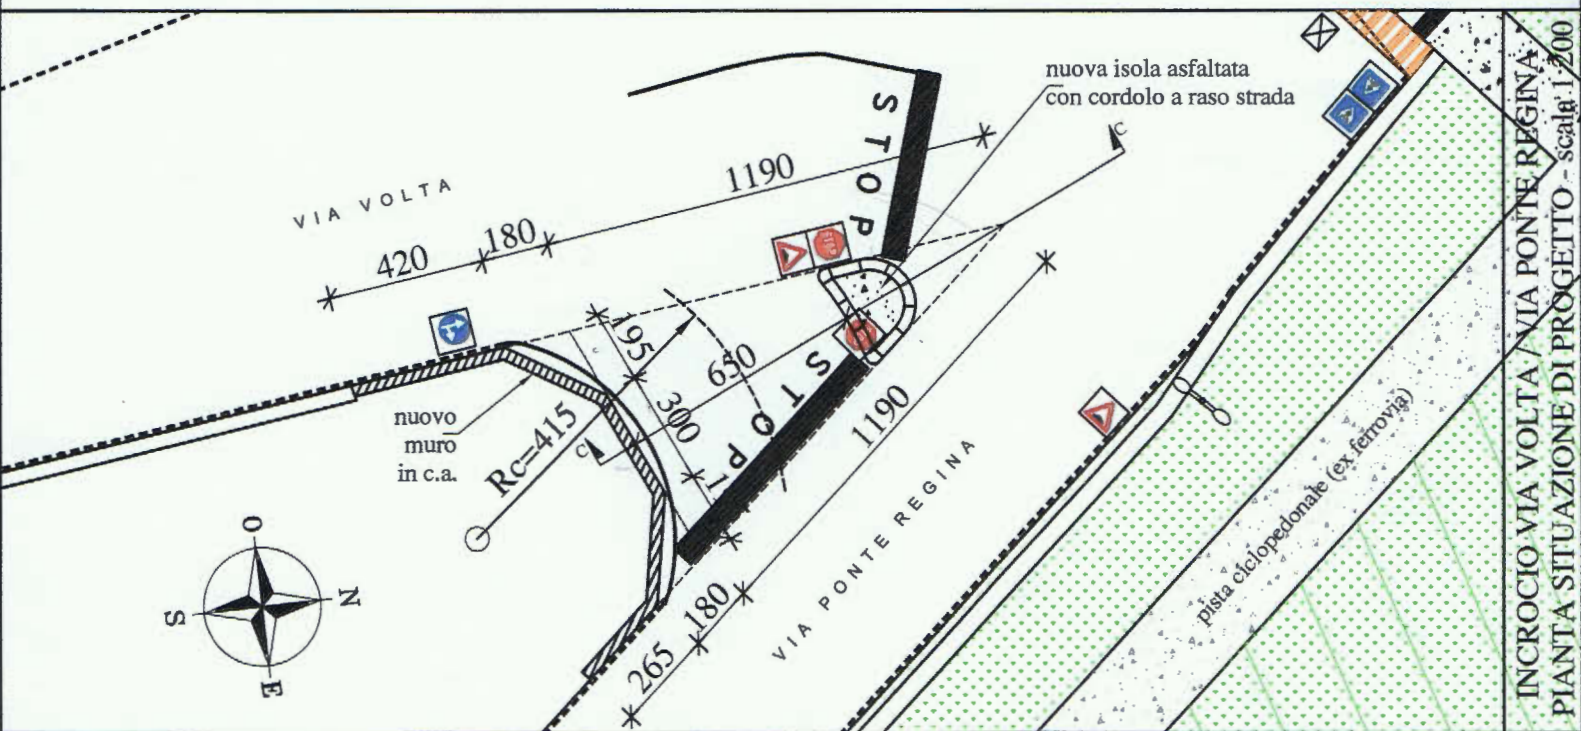 INCROCIO VIA VOLTA / VIA PONTE REGINA
PIANTA SITUAZIONE DI PROGETTO - scala 1:200
nuova isola asfaltata
con cordolo a raso strada
C
STOP
1190
VIA VOLTA
180
420
STOP
195
650
300
1190
STOP
nuovo
muro
in c.a.
Rc=415
C
1
VIA PONTE REGINA
pista ciclopedonale (ex ferrovia)
180
265
O
N
S
E